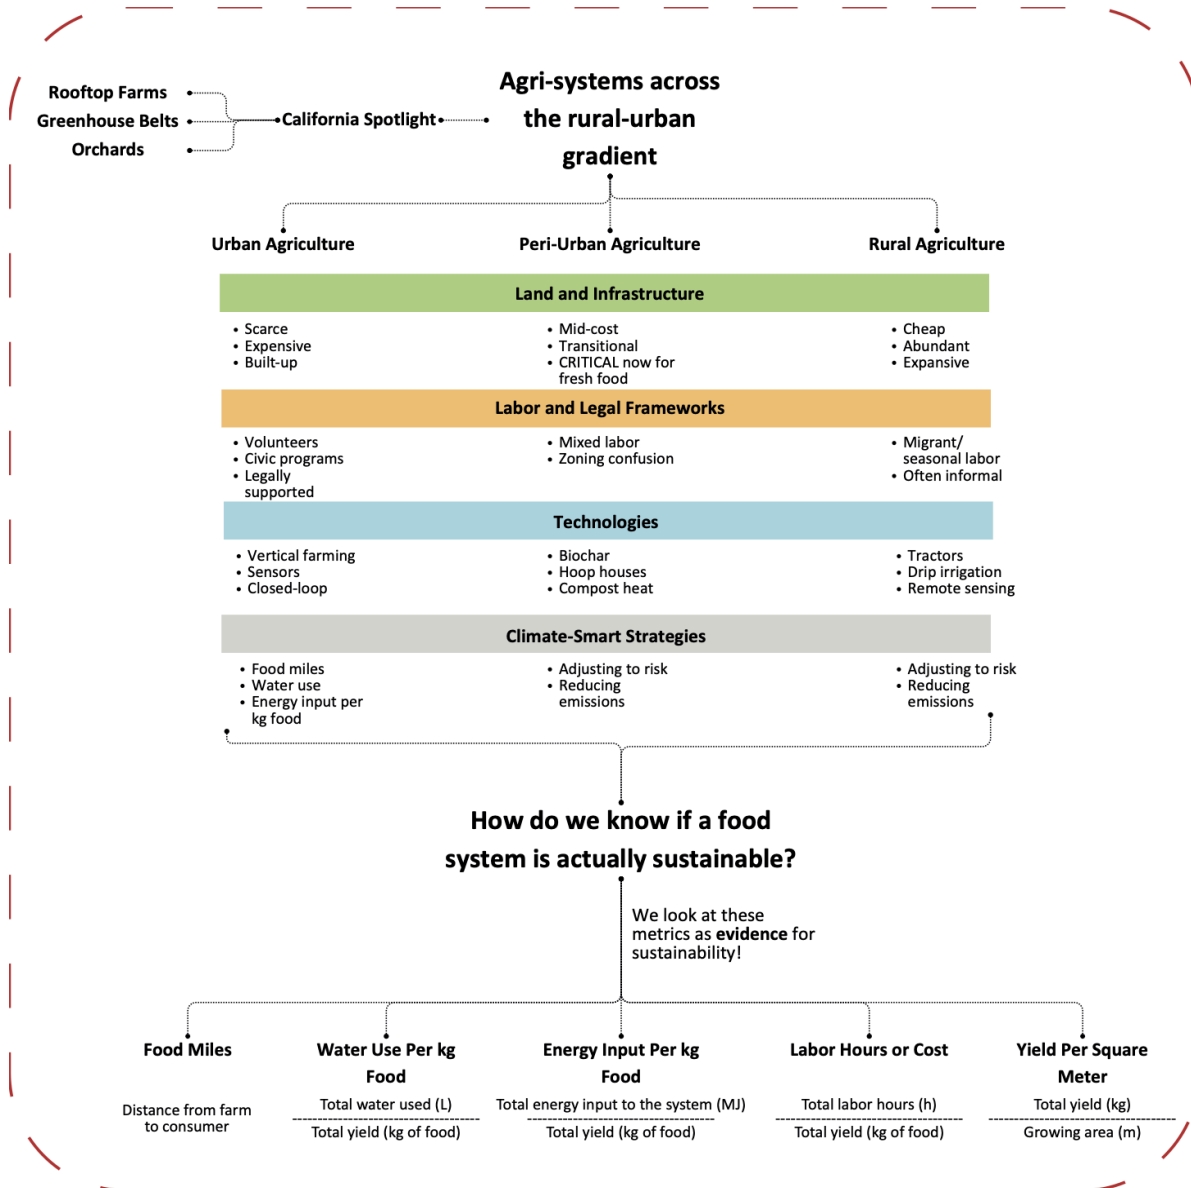 Agri-systems across
the rural-urban
gradient
Rooftop Farms
Greenhouse Belts
Orchards
California Spotlight
Urban Agriculture
Peri-Urban Agriculture
Rural Agriculture
Land and Infrastructure
• Scarce
• Expensive
• Built-up
• Mid-cost
• Transitional
• CRITICAL now for
fresh food
• Cheap
• Abundant
• Expansive
Labor and Legal Frameworks
• Volunteers
• Civic programs
• Legally
supported
• Mixed labor
• Zoning confusion
• Migrant/
seasonal labor
• Often informal
Technologies
• Vertical farming
• Sensors
• Closed-loop
• Biochar
• Hoop houses
• Compost heat
• Tractors
• Drip irrigation
• Remote sensing
Climate-Smart Strategies
• Food miles
• Water use
• Energy input per
kg food
• Adjusting to risk
• Reducing
emissions
• Adjusting to risk
• Reducing
emissions
How do we know if a food
system is actually sustainable?
We look at these
metrics as evidence for
sustainability!
Food Miles
Distance from farm
to consumer
Water Use Per kg
Food
Total water used (L)
Total yield (kg of food)
Energy Input Per kg
Food
Total energy input to the system (MJ)
Total yield (kg of food)
Labor Hours or Cost
Total labor hours (h)
Total yield (kg of food)
Yield Per Square
Meter
Total yield (kg)
Growing area (m)